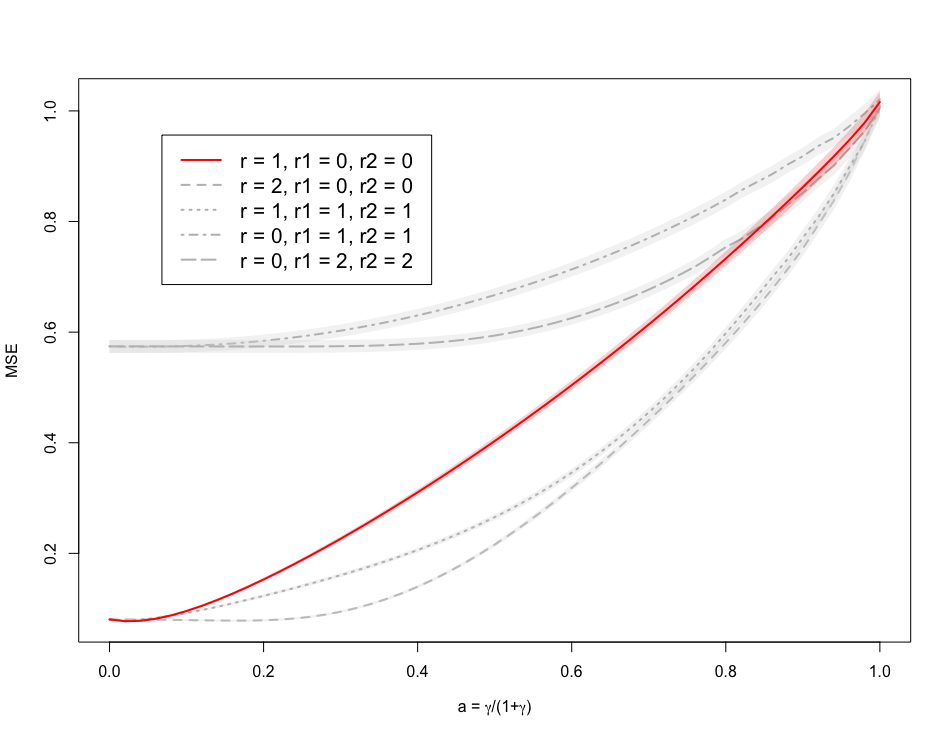 r = 1, r1 = 0, r2 = 0
r = 2, r1 = 0, r2 = 0
r = 1, r1 = 1, r2 = 1
r = 0, r1 = 1, r2 = 1
r = 0, r1 = 2, r2 = 2
MSE
1.0
0.8
0.6
0.4
0.2
0.0 0.2 0.4 0.6 0.8 1.0
a = γ/(1+γ)